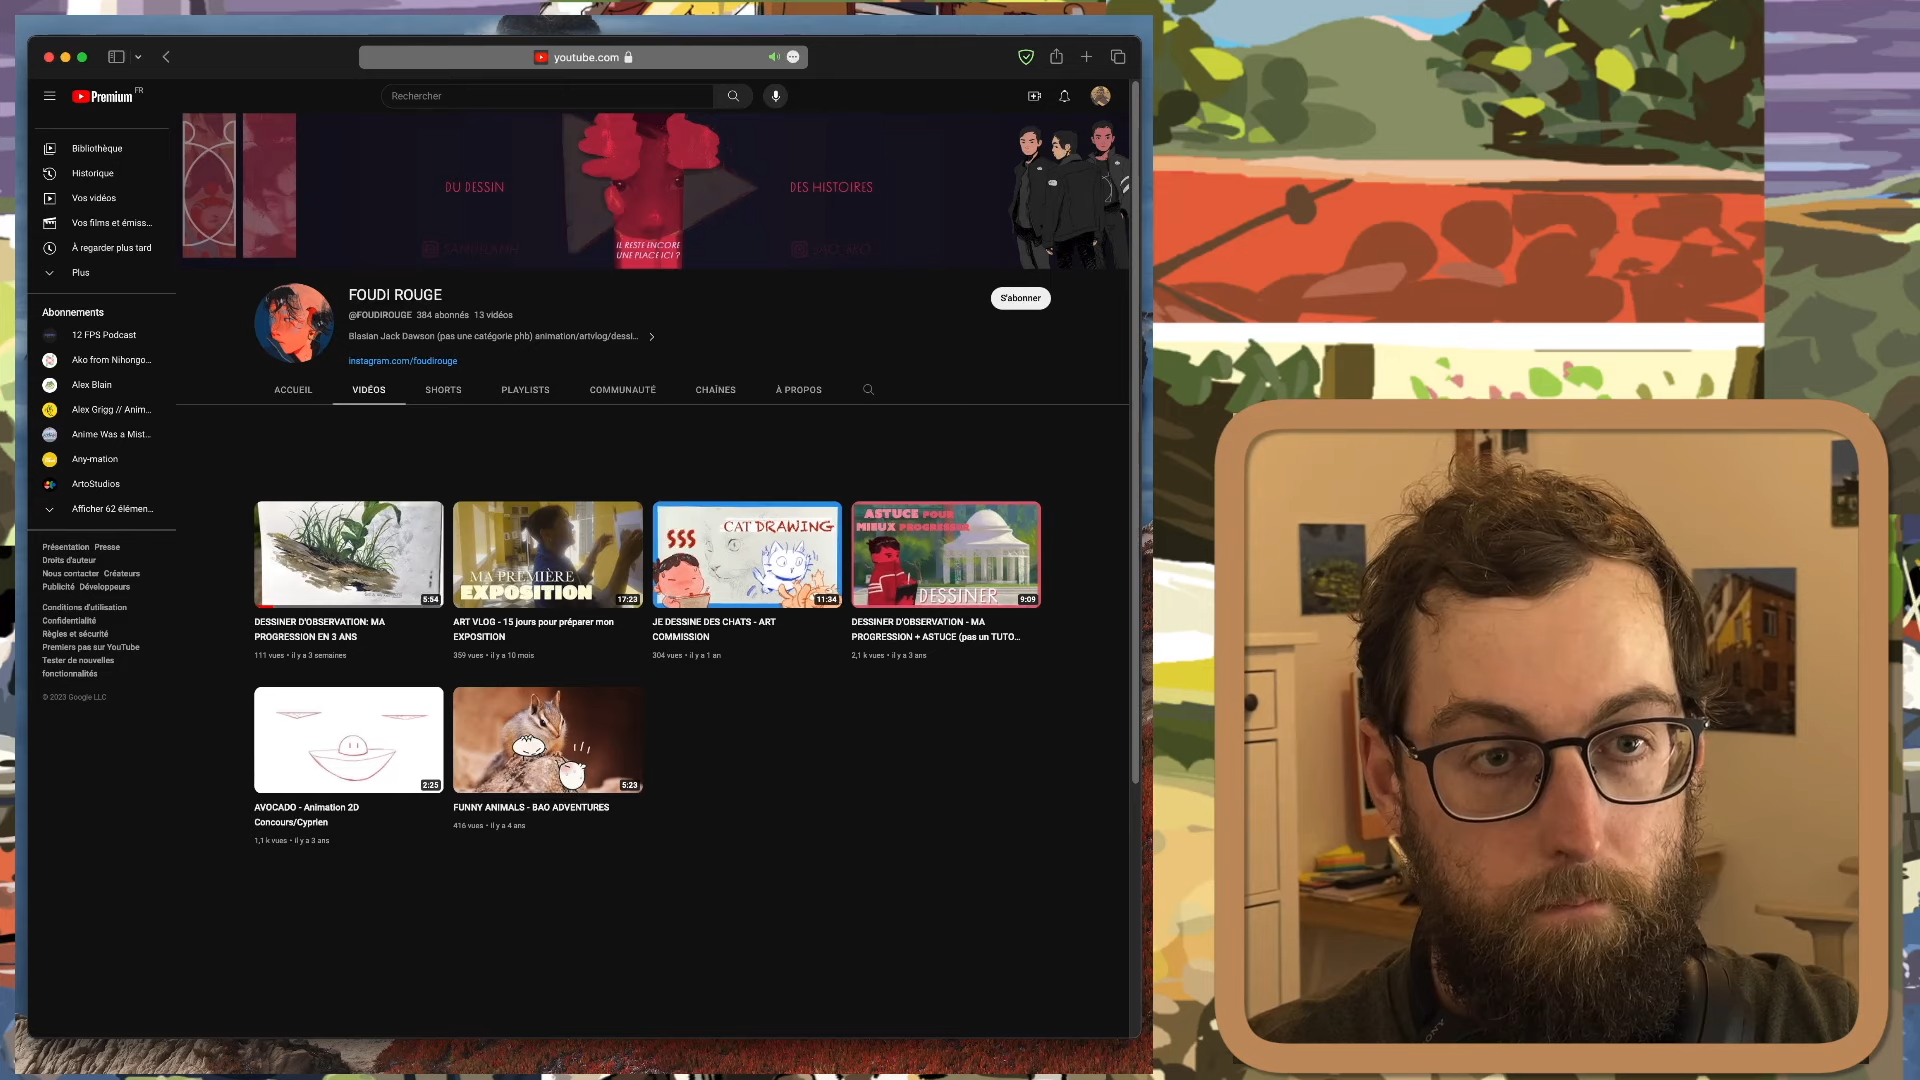 youtube.com
Premium FR
Rechercher
Bibliothèque
Historique
Vos vidéos
Vos films et émiss...
À regarder plus tard
Plus
Abonnements
12 FPS Podcast
Ako from Nihongo...
Alex Blain
Alex Grigg // Anim...
Anime Was a Mist...
Any-mation
ArtoStudios
Afficher 62 élémen...
Présentation Presse
Droits d'auteur
Nous contacter Créateurs
Publicité Développeurs
Conditions d'utilisation
Confidentialité
Règles et sécurité
Premiers pas sur YouTube
Tester de nouvelles
fonctionnalités
© 2023 Google LLC
DU DESSIN
DES HISTOIRES
IL RESTE ENCORE
UNE PLACE ICI ?
FOUDI ROUGE
@FOUDIROUGE 384 abonnés 13 vidéos
Blasian Jack Dawson (pas une catégorie phb) animation/artvlog/dessi...
instagram.com/foudirouge
S'abonner
ACCUEIL
VIDÉOS
SHORTS
PLAYLISTS
COMMUNAUTÉ
CHAÎNES
À PROPOS
5:54
DESSINER D'OBSERVATION: MA
PROGRESSION EN 3 ANS
111 vues • il y a 3 semaines
MA PREMIÈRE
EXPOSITION
17:23
ART VLOG - 15 jours pour préparer mon
EXPOSITION
359 vues • il y a 10 mois
SSS
CAT DRAWING
11:34
JE DESSINE DES CHATS - ART
COMMISSION
304 vues • il y a 1 an
ASTUCE POUR
MIEUX PROGRESSER
DESSINER
9:09
DESSINER D'OBSERVATION - MA
PROGRESSION + ASTUCE (pas un TUTO...
2,1 k vues • il y a 3 ans
2:25
AVOCADO - Animation 2D
Concours/Cyprien
1,1 k vues • il y a 3 ans
5:23
FUNNY ANIMALS - BAO ADVENTURES
416 vues • il y a 4 ans
SONY